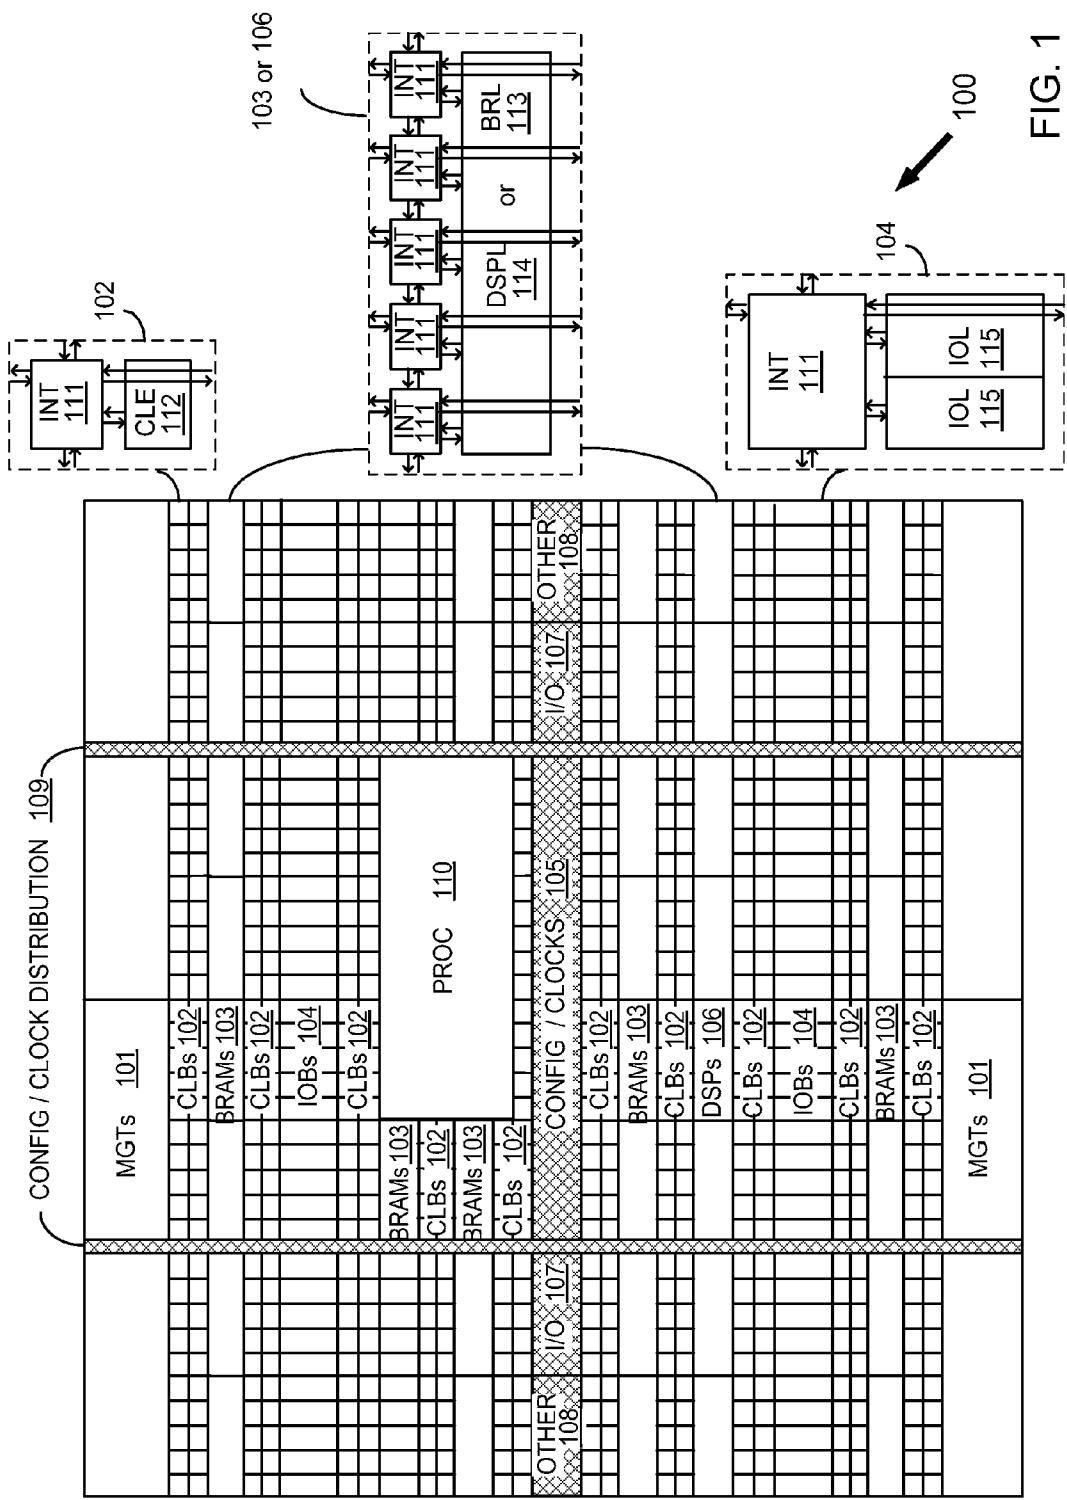 CONFIG / CLOCK DISTRIBUTION 109
MGTs 101
CLBs 102
BRAMs 103
CLBs 102
IOBs 104
CLBs 102
BRAMs 103
CLBs 102
BRAMs 103
CLBs 102
PROC 110
OTHER
108
I/O 107
CONFIG / CLOCKS 105
I/O 107
OTHER
108
CLBs 102
BRAMs 103
CLBs 102
DSPs 106
CLBs 102
IOBs 104
CLBs 102
BRAMs 103
CLBs 102
MGTs 101
102
INT
111
CLE
112
103 or 106
INT
111
INT
111
INT
111
INT
111
INT
111
DSPL
114
or
BRL
113
104
INT
111
IOL
115
IOL
115
100
FIG. 1